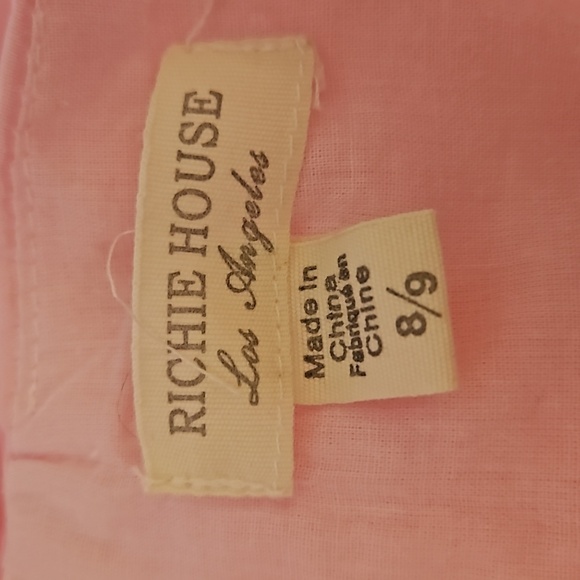 RICHIE HOUSE
Los Angeles
Made In
China
Fabriqué en
Chine
8/9